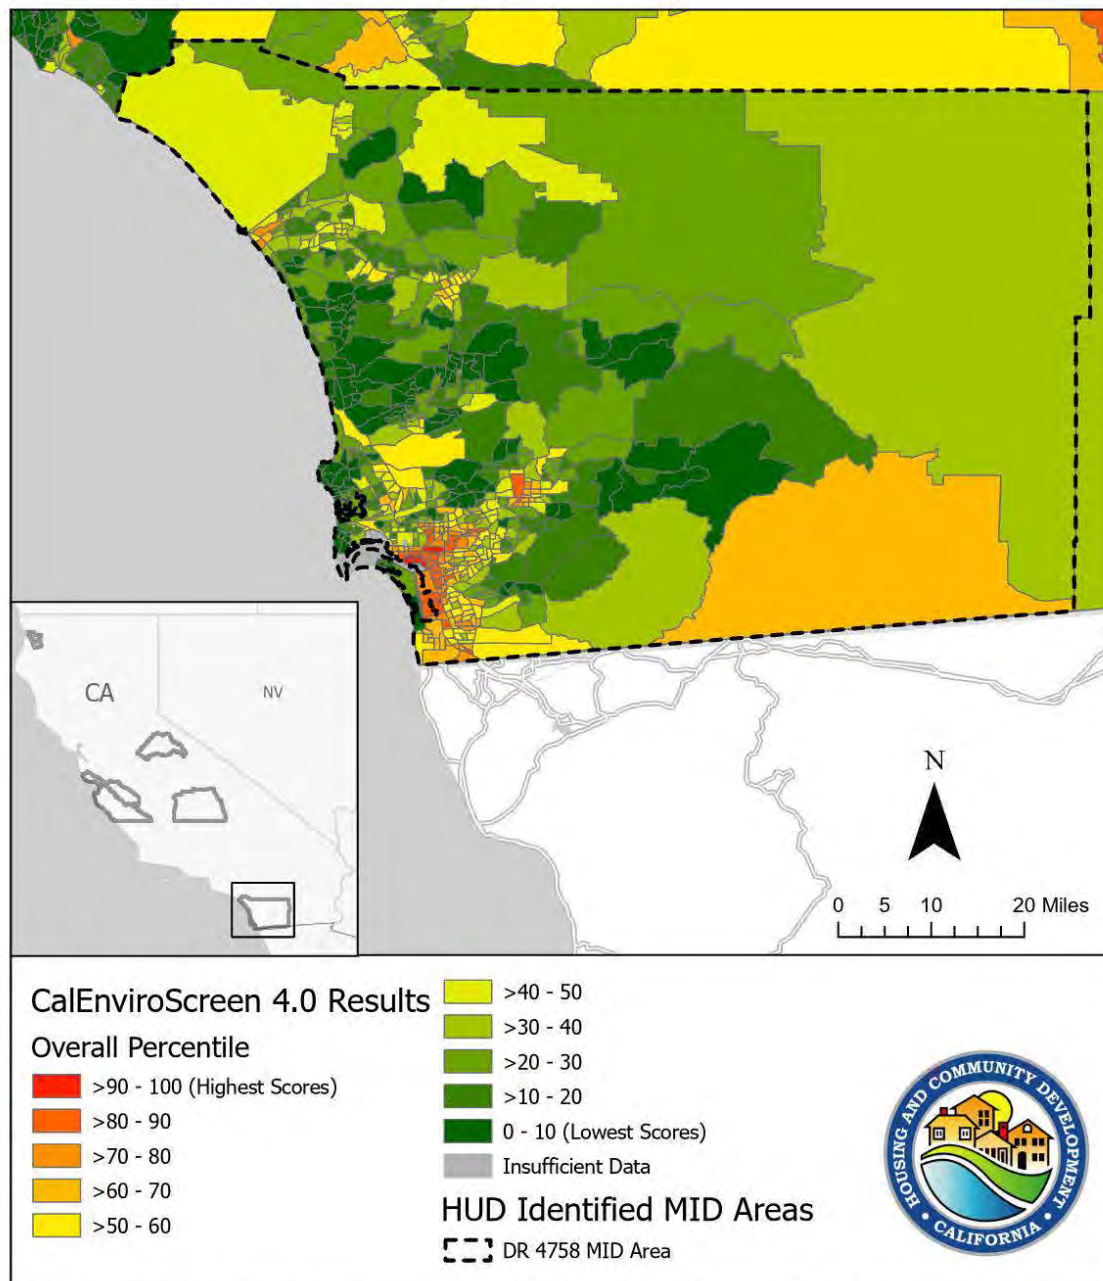 CA
NV
N
0 5 10 20 Miles
CalEnviroScreen 4.0 Results
Overall Percentile
>90 - 100 (Highest Scores)
>80 - 90
>70 - 80
>60 - 70
>50 - 60
>40 - 50
>30 - 40
>20 - 30
>10 - 20
0 - 10 (Lowest Scores)
Insufficient Data
HUD Identified MID Areas
DR 4758 MID Area
HOUSING AND COMMUNITY DEVELOPMENT
• CALIFORNIA •